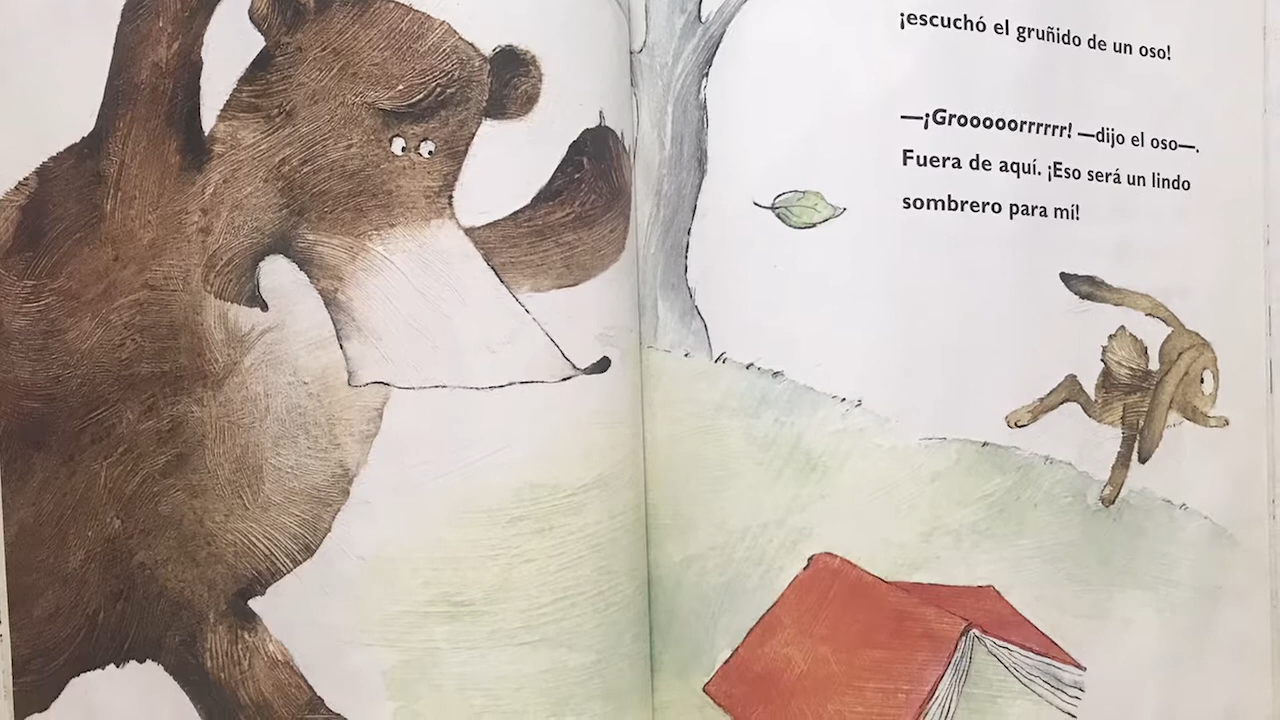 ¡escuchó el gruñido de un oso!
—¡Grooooorrrrrr! —dijo el oso—.
Fuera de aquí. ¡Eso será un lindo
sombrero para mí!